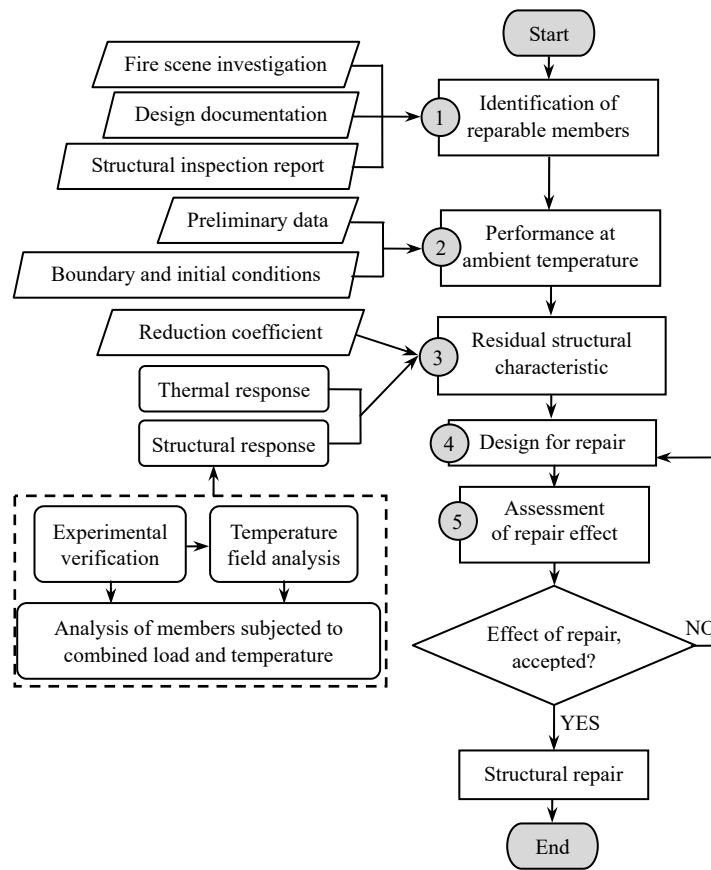 Start
Fire scene investigation
Design documentation
Structural inspection report
1
Identification of
reparable members
Preliminary data
Boundary and initial conditions
2
Performance at
ambient temperature
Reduction coefficient
Thermal response
Structural response
3
Residual structural
characteristic
4
Design for repair
Experimental
verification
Temperature
field analysis
Analysis of members subjected to
combined load and temperature
5
Assessment
of repair effect
Effect of repair,
accepted?
NO
YES
Structural repair
End